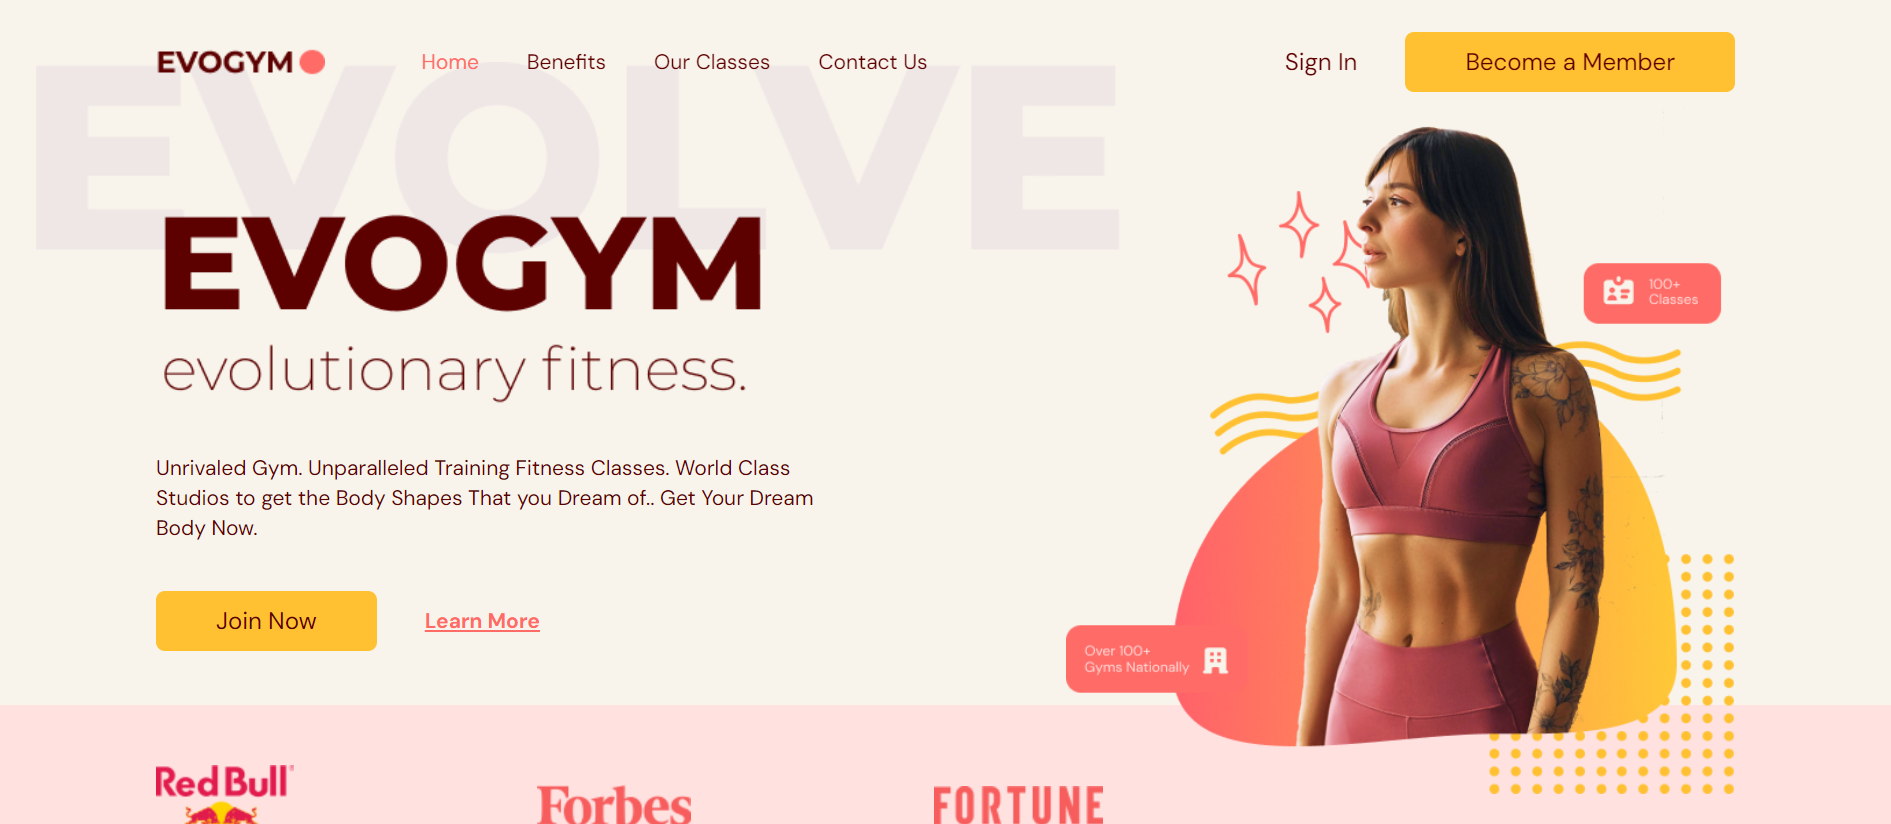 EVOGYM
Home
Benefits
Our Classes
Contact Us
Sign In
Become a Member
EVOLVE
EVOGYM
evolutionary fitness.
100+
Classes
Unrivaled Gym. Unparalleled Training Fitness Classes. World Class
Studios to get the Body Shapes That you Dream of.. Get Your Dream
Body Now.
Join Now
Learn More
Over 100+
Gyms Nationally
Red Bull
Forbes
FORTUNE